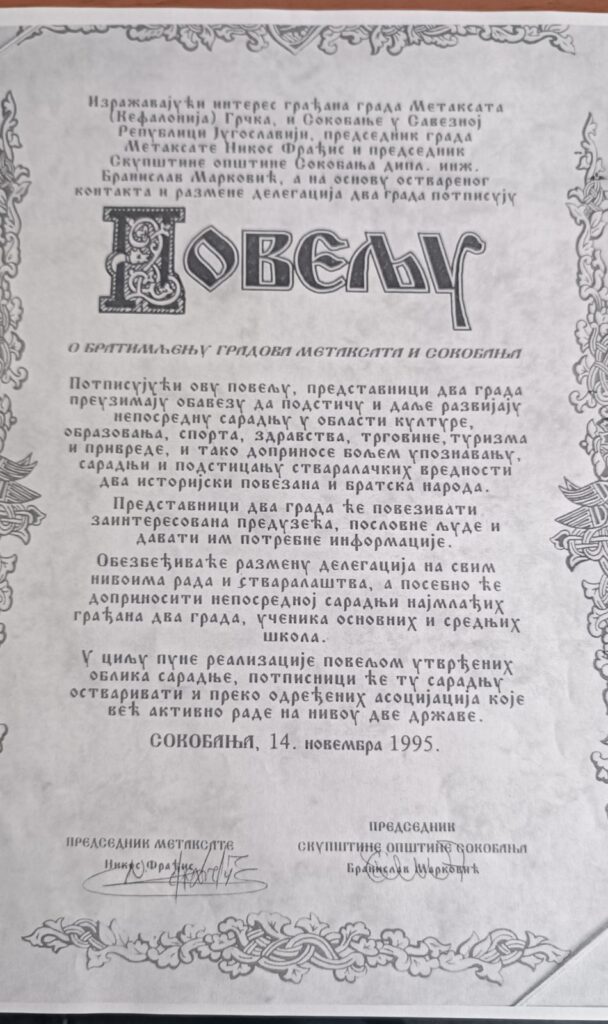 Изражавајући интерес грађана града Метаксата
(Кефалонија) Грчка, и Сокобање у Савезној
Републици Југославији, председник града
Метаксате Никос Фраґис и председник
Скупштине општине Сокобања дипл. инж.
Бранислав Марковић, а на основу оствареног
контакта и размене делегација два града потписују
Повељу
о братимљењу градова Метаксата и Сокобања
Потписујући ову повељу, представници два града
преузимају обавезу да подстичу и даље развијају
непосредну сарадњу у области културе,
образовања, спорта, здравства, трговине, туризма
и привреде, и тако доприносе бољем упознавању,
сарадњи и подстицању стваралачких вредности
два историјски повезана и братска народа.
Представници два града ће повезивати
заинтересована предузећа, пословне људе и
давати им потребне информације.
Обезбеђиваће размену делегација на свим
нивоима рада и стваралаштва, а посебно ће
доприносити непосредној сарадњи најмлађих
грађана два града, ученика основних и средњих
школа.
У циљу пуне реализације повељом утврђених
облика сарадње, потписници ће ту сарадњу
остваривати и преко одређених асоцијација које
већ активно раде на нивоу две државе.
СОКОБАЊА, 14. новембра 1995.
ПРЕДСЕДНИК МЕТАКСАТЕ
Никос Фраґис
ПРЕДСЕДНИК
СКУПШТИНЕ ОПШТИНЕ СОКОБАЊА
Бранислав Марковић